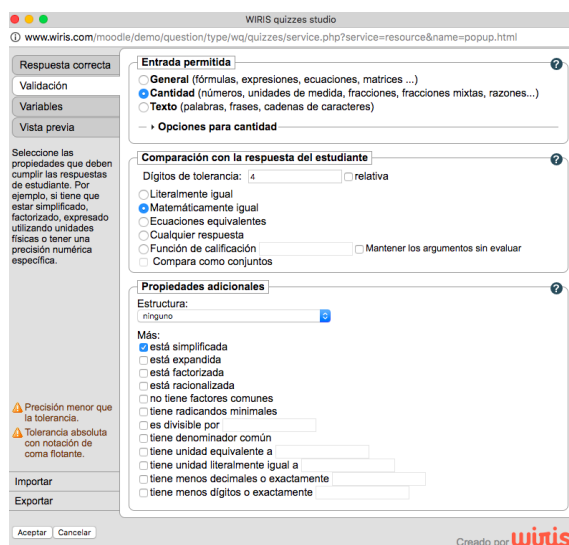 WIRIS quizzes studio
www.wiris.com/moodle/demo/question/type/wq/quizzes/service.php?service=resource&name=popup.html
Respuesta correcta
Validación
Variables
Vista previa
Seleccione las
propiedades que deben
cumplir las respuestas
de estudiante. Por
ejemplo, si tiene que
estar simplificado,
factorizado, expresado
utilizando unidades
físicas o tener una
precisión numérica
específica.
Precisión menor que
la tolerancia.
Tolerancia absoluta
con notación de
coma flotante.
Importar
Exportar
Aceptar Cancelar
Entrada permitida
?
General (fórmulas, expresiones, ecuaciones, matrices ...)
Cantidad (números, unidades de medida, fracciones, fracciones mixtas, razones...)
Texto (palabras, frases, cadenas de caracteres)
Opciones para cantidad
Comparación con la respuesta del estudiante
?
Dígitos de tolerancia: 4 relativa
Literalmente igual
Matemáticamente igual
Ecuaciones equivalentes
Cualquier respuesta
Función de calificación Mantener los argumentos sin evaluar
Compara como conjuntos
Propiedades adicionales
?
Estructura:
ninguno
Más:
está simplificada
está expandida
está factorizada
está racionalizada
no tiene factores comunes
tiene radicandos minimales
es divisible por
tiene denominador común
tiene unidad equivalente a
tiene unidad literalmente igual a
tiene menos decimales o exactamente
tiene menos dígitos o exactamente
Creado por wiris